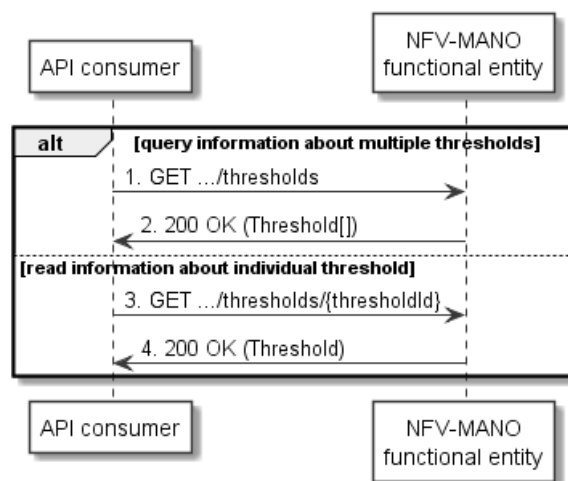 API consumer
NFV-MANO
functional entity
alt
[query information about multiple thresholds]
1. GET .../thresholds
2. 200 OK (Threshold[])
[read information about individual threshold]
3. GET .../thresholds/{thresholdId}
4. 200 OK (Threshold)
API consumer
NFV-MANO
functional entity